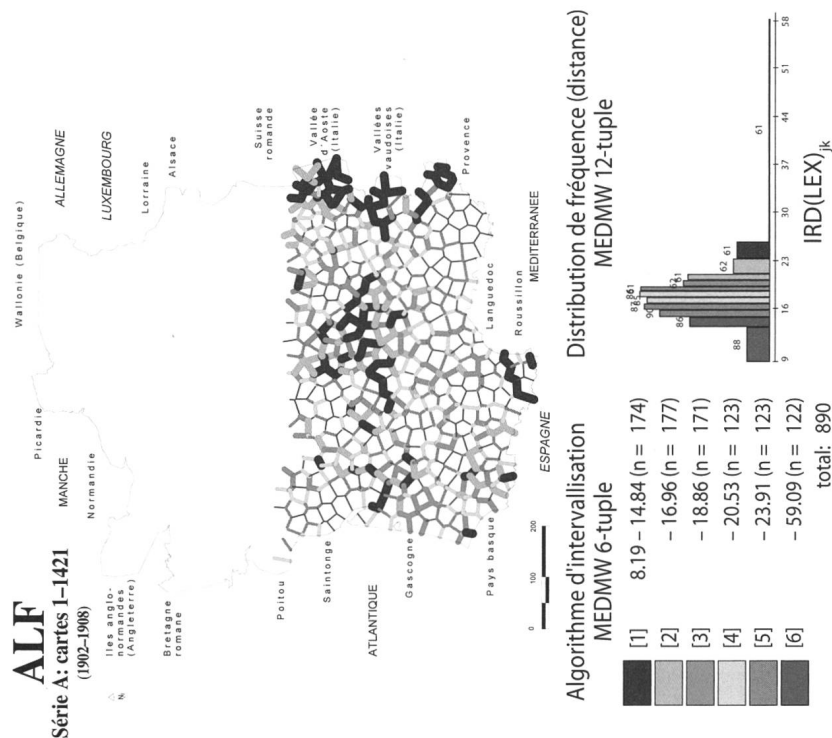 ALF
Série A: cartes 1–1421
(1902–1908)
N
Iles anglo-
normandes
(Angleterre)
Bretagne
romane
MANCHE
Normandie
Picardie
Wallonie (Belgique)
ALLEMAGNE
LUXEMBOURG
Lorraine
Alsace
Suisse
romande
Vallée
d'Aoste
(Italie)
Vallées
vaudoises
(Italie)
Provence
Poitou
Saintonge
ATLANTIQUE
Gascogne
Pays basque
Languedoc
Roussillon
MEDITERRANEE
ESPAGNE
0 100 200
Algorithme d'intervallisation
MEDMW 6-tuple
[1] 8.19 – 14.84 (n = 174)
[2] – 16.96 (n = 177)
[3] – 18.86 (n = 171)
[4] – 20.53 (n = 123)
[5] – 23.91 (n = 123)
[6] – 59.09 (n = 122)
total: 890
Distribution de fréquence (distance)
MEDMW 12-tuple
88
86
90
87
61
62
61
61
61
9 16 23 30 37 44 51 58
IRD(LEX)jk